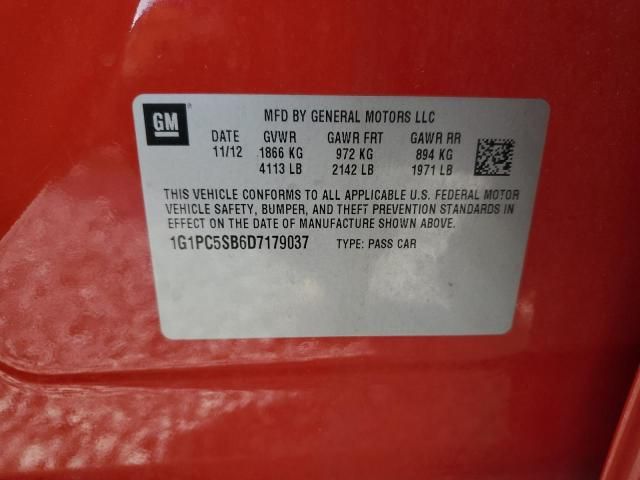 GM
MFD BY GENERAL MOTORS LLC
DATE GVWR GAWR FRT GAWR RR
11/12 1866 KG 972 KG 894 KG
4113 LB 2142 LB 1971 LB
THIS VEHICLE CONFORMS TO ALL APPLICABLE U.S. FEDERAL MOTOR
VEHICLE SAFETY, BUMPER, AND THEFT PREVENTION STANDARDS IN
EFFECT ON THE DATE OF MANUFACTURE SHOWN ABOVE.
1G1PC5SB6D7179037 TYPE: PASS CAR